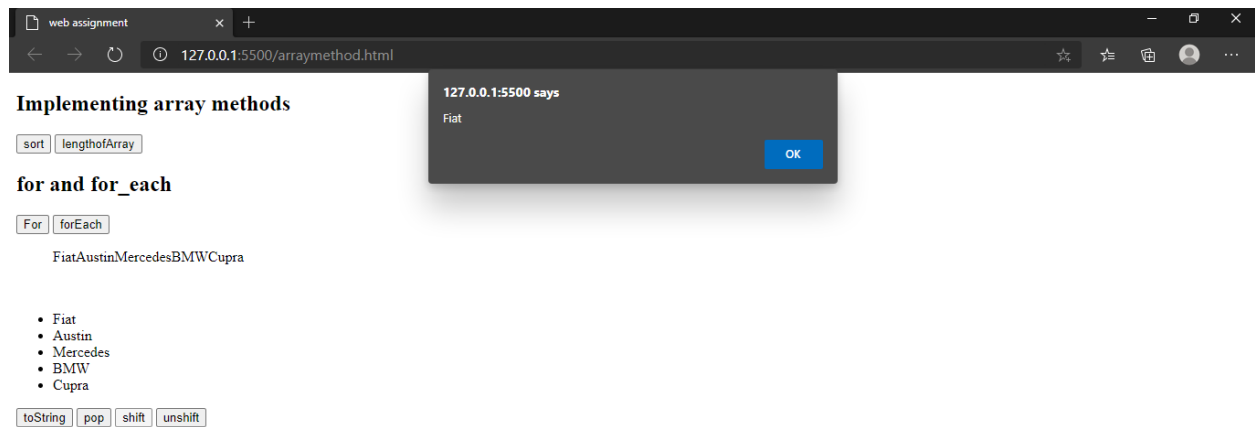 web assignment
127.0.0.1:5500/arraymethod.html
127.0.0.1:5500 says
Fiat
OK
Implementing array methods
sort lengthofArray
for and for_each
For forEach
FiatAustinMercedesBMWCupra
• Fiat
• Austin
• Mercedes
• BMW
• Cupra
toString pop shift unshift